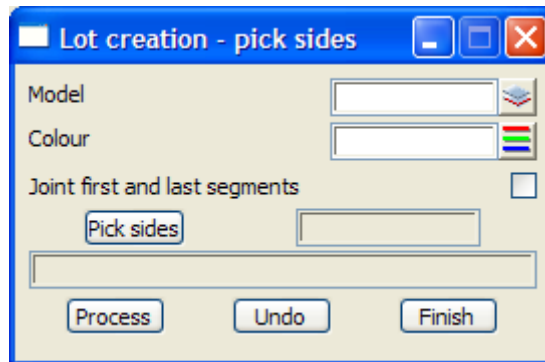 Lot creation - pick sides
Model
Colour
Joint first and last segments
Pick sides
Process Undo Finish